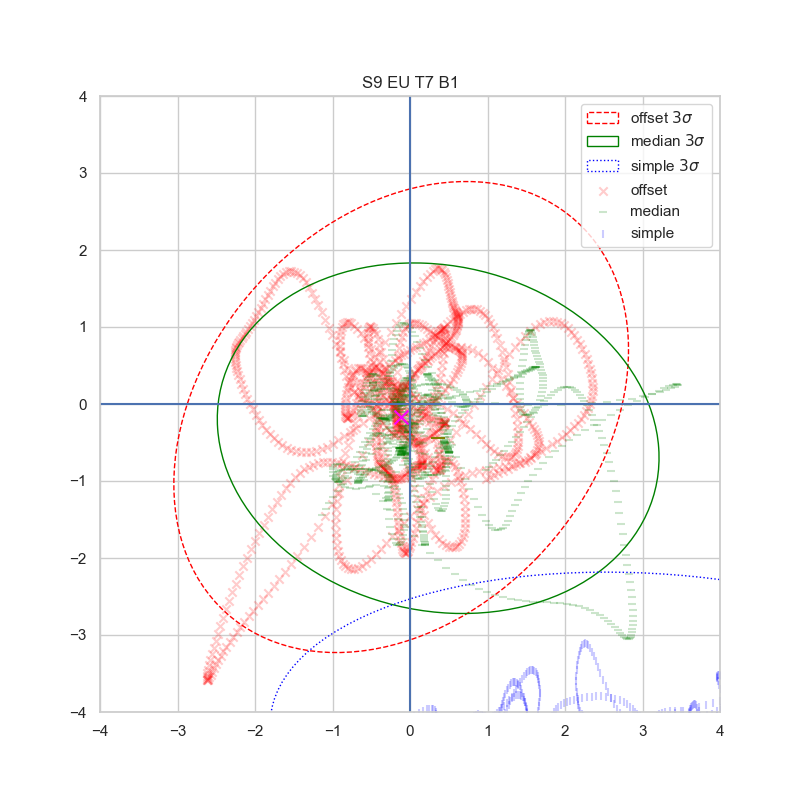 S9 EU T7 B1
offset 3σ
median 3σ
simple 3σ
offset
median
simple
4
3
2
1
0
−1
−2
−3
−4
−4 −3 −2 −1 0 1 2 3 4